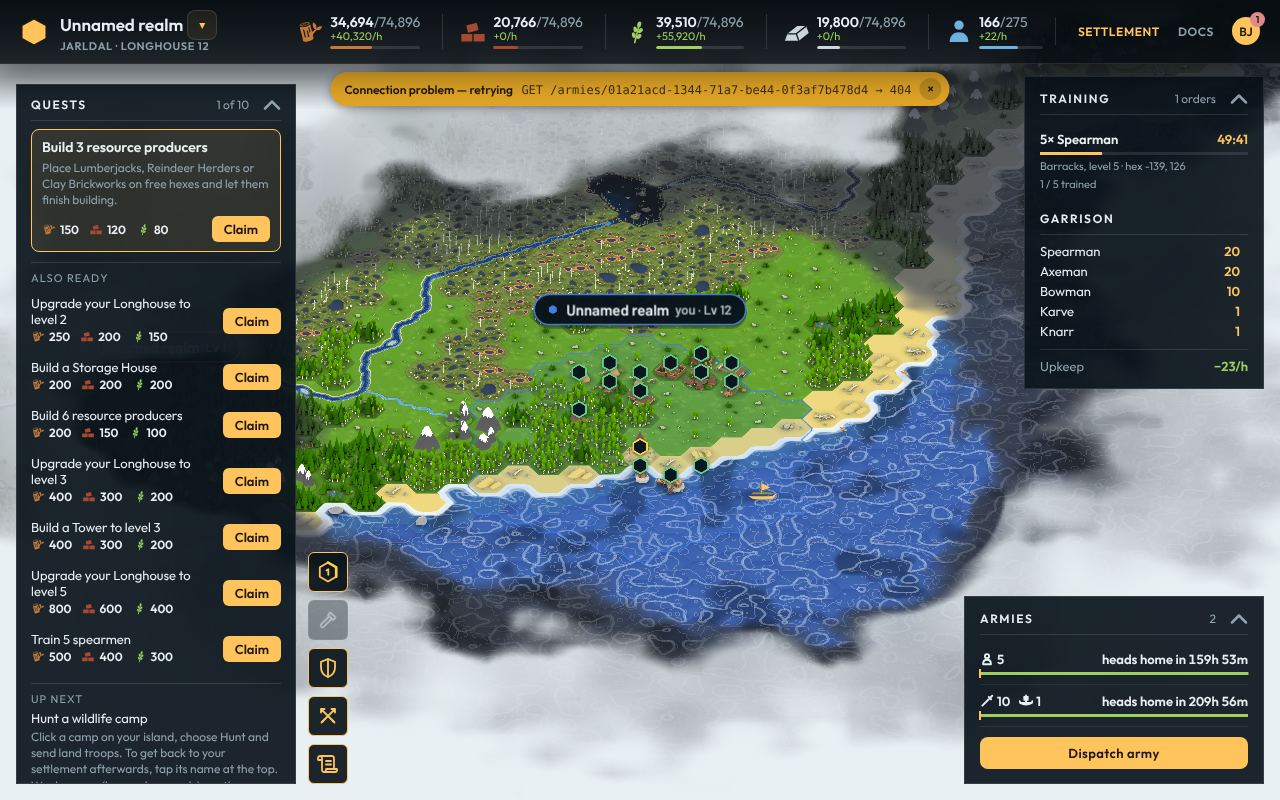 Unnamed realm
JARLDAL · LONGHOUSE 12
34,694/74,896
+40,320/h
20,766/74,896
+0/h
39,510/74,896
+55,920/h
19,800/74,896
+0/h
166/275
+22/h
SETTLEMENT
DOCS
BJ
1
Connection problem — retrying GET /armies/01a21acd-1344-71a7-be44-0f3af7b478d4 → 404 ×
QUESTS
1 of 10
Build 3 resource producers
Place Lumberjacks, Reindeer Herders or
Clay Brickworks on free hexes and let them
finish building.
150 120 80 Claim
ALSO READY
Upgrade your Longhouse to
level 2
250 200 150 Claim
Build a Storage House
200 200 200 Claim
Build 6 resource producers
200 150 100 Claim
Upgrade your Longhouse to
level 3
400 300 200 Claim
Build a Tower to level 3
400 300 200 Claim
Upgrade your Longhouse to
level 5
800 600 400 Claim
Train 5 spearmen
500 400 300 Claim
UP NEXT
Hunt a wildlife camp
Click a camp on your island, choose Hunt and
send land troops. To get back to your
settlement afterwards, tap its name at the top.
Unnamed realm you · Lv 12
1
TRAINING
1 orders
5× Spearman 49:41
Barracks, level 5 · hex -139, 126
1 / 5 trained
GARRISON
Spearman 20
Axeman 20
Bowman 10
Karve 1
Knarr 1
Upkeep −23/h
ARMIES
2
5 heads home in 159h 53m
10 1 heads home in 209h 56m
Dispatch army